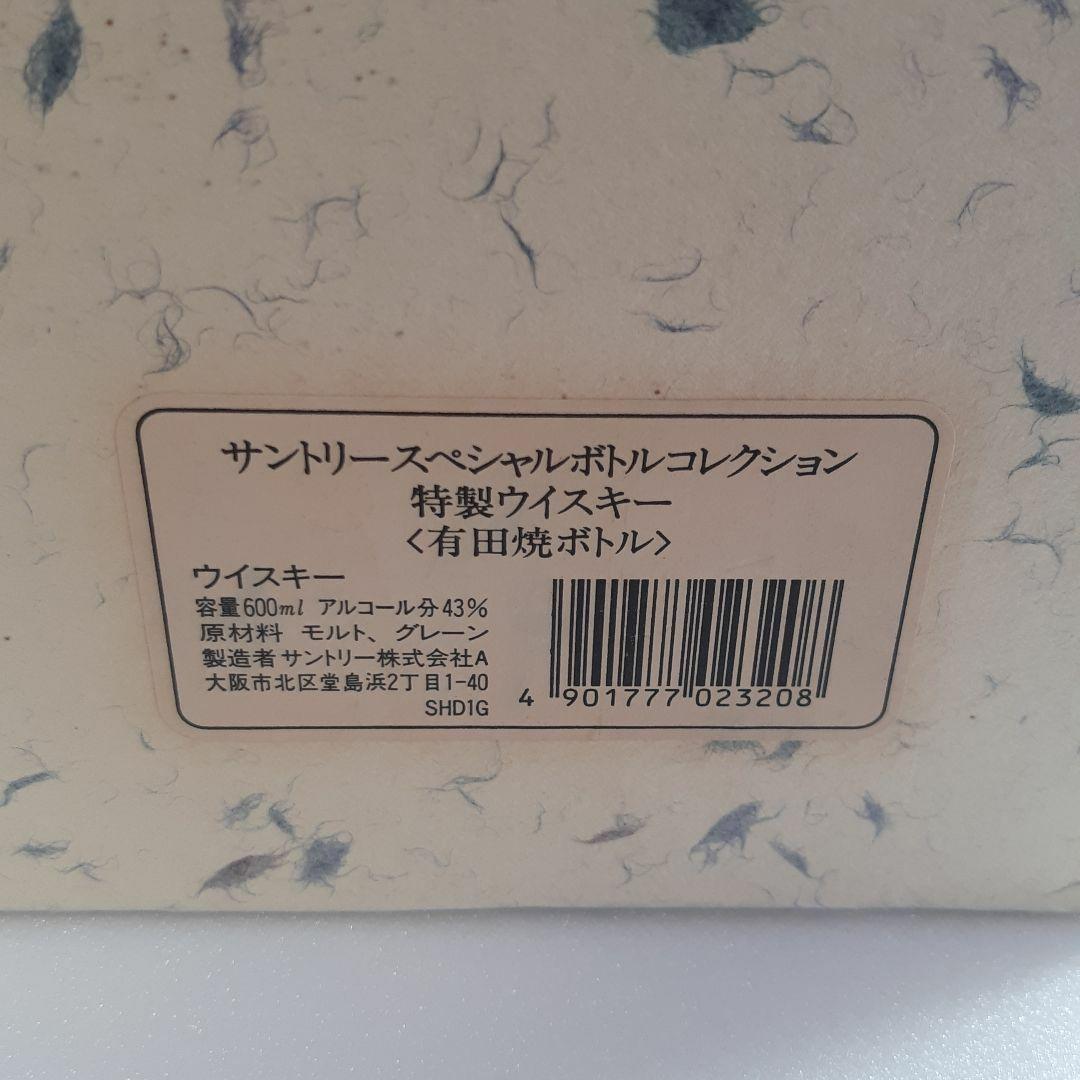 サントリースペシャルボトルコレクション
特製ウイスキー
〈有田焼ボトル〉
ウイスキー
容量600ml アルコール分43%
原材料 モルト、グレーン
製造者 サントリー株式会社A
大阪市北区堂島浜2丁目1-40
SHD1G
4 901777 023208